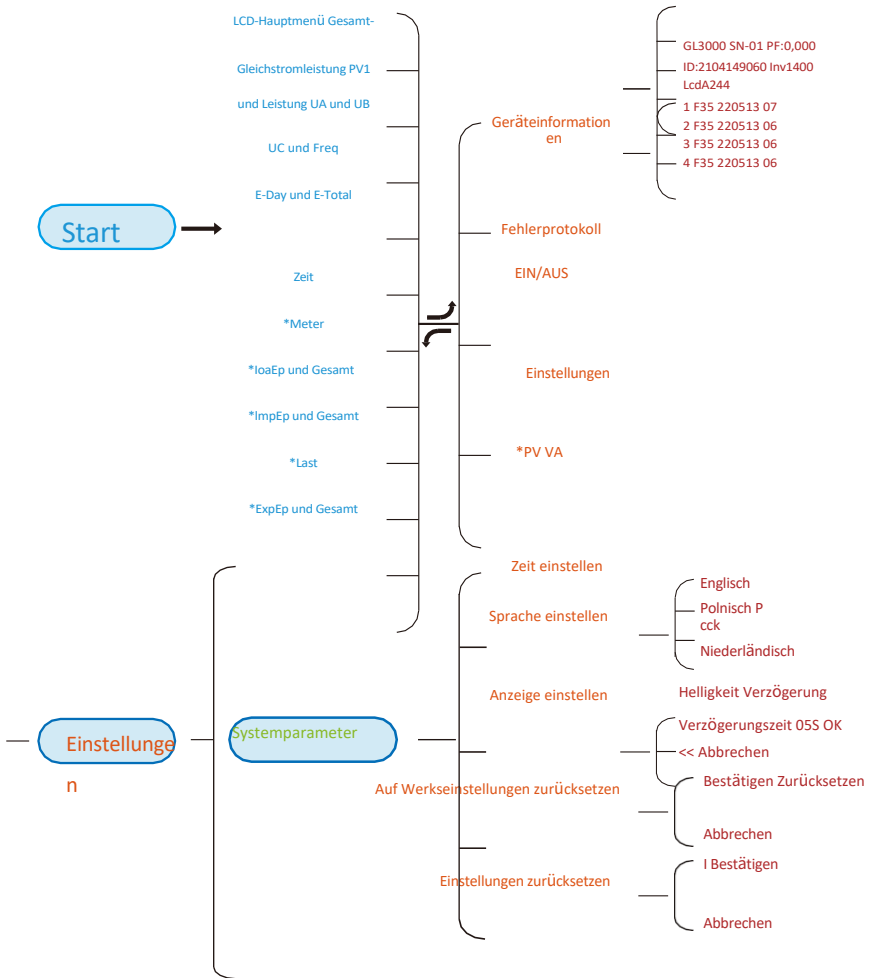 LCD-Hauptmenü Gesamt-
Gleichstromleistung PV1
und Leistung UA und UB
UC und Freq
E-Day und E-Total
Start
Zeit
*Meter
*IoaEp und Gesamt
*ImpEp und Gesamt
*Last
*ExpEp und Gesamt
Geräteinformation
en
Fehlerprotokoll
EIN/AUS
Einstellungen
*PV VA
GL3000 SN-01 PF:0,000
ID:2104149060 Inv1400
LcdA244
1 F35 220513 07
2 F35 220513 06
3 F35 220513 06
4 F35 220513 06
Einstellunge
n
Systemparameter
Zeit einstellen
Sprache einstellen
Anzeige einstellen
Auf Werkseinstellungen zurücksetzen
Einstellungen zurücksetzen
Englisch
Polnisch P
cck
Niederländisch
Helligkeit Verzögerung
Verzögerungszeit 05S OK
<< Abbrechen
Bestätigen Zurücksetzen
Abbrechen
I Bestätigen
Abbrechen